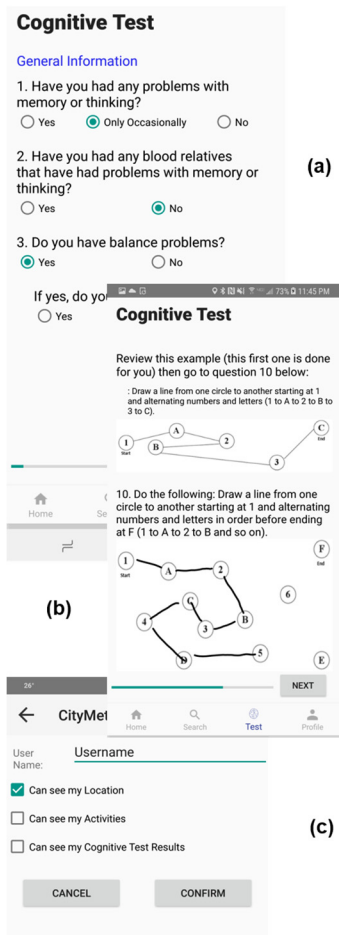 Cognitive Test
General Information
1. Have you had any problems with
memory or thinking?
Yes Only Occasionally No
2. Have you had any blood relatives
that have had problems with memory or
thinking?
Yes No
3. Do you have balance problems?
Yes No
If yes, do you
Yes
Home Se
(a)
73% 11:45 PM
Cognitive Test
Review this example (this first one is done
for you) then go to question 10 below:
: Draw a line from one circle to another starting at 1
and alternating numbers and letters (1 to A to 2 to B to
3 to C).
1
Start
A
B
2
3
C
End
10. Do the following: Draw a line from one
circle to another starting at 1 and alternating
numbers and letters in order before ending
at F (1 to A to 2 to B and so on).
1
Start
A
2
F
End
6
C
4
3
B
D
5
E
NEXT
Home Search Test Profile
(b)
26°
CityMet
User
Name:
Username
Can see my Location
Can see my Activities
Can see my Cognitive Test Results
CANCEL CONFIRM
(c)